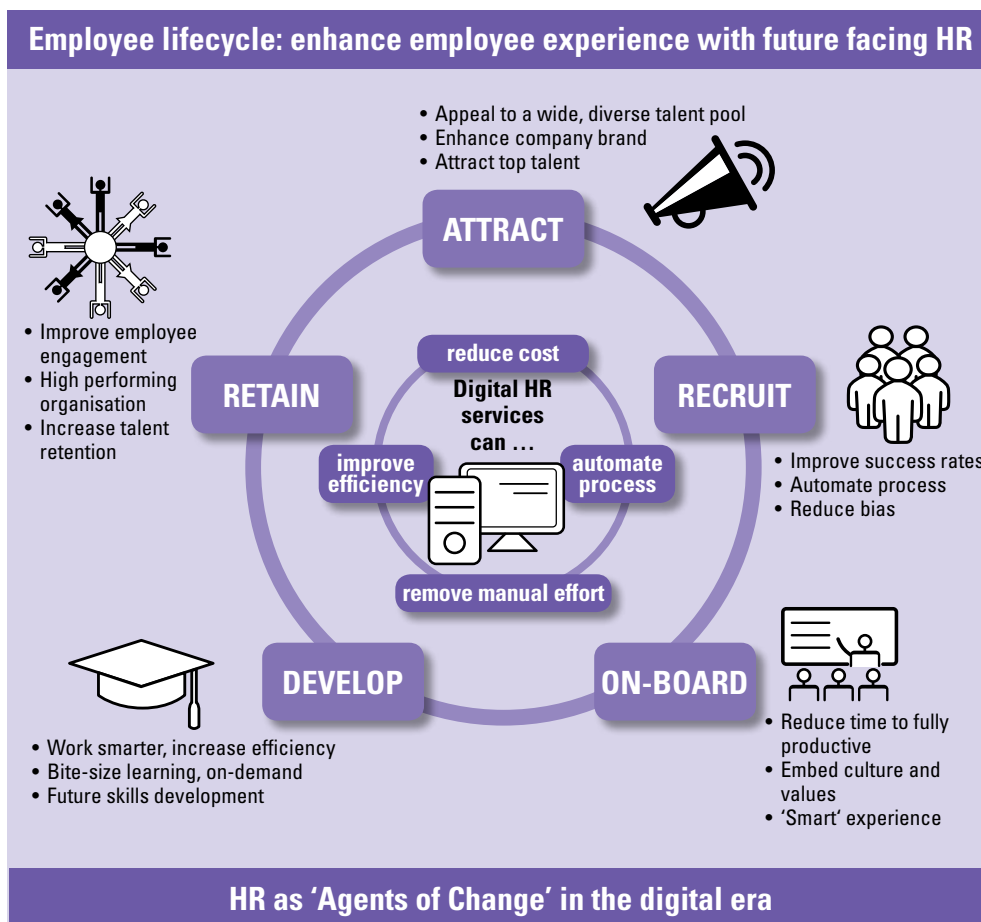 Employee lifecycle: enhance employee experience with future facing HR
• Appeal to a wide, diverse talent pool
• Enhance company brand
• Attract top talent
ATTRACT
• Improve employee
engagement
• High performing
organisation
• Increase talent
retention
RETAIN
reduce cost
Digital HR
services
can …
improve
efficiency
automate
process
remove manual effort
RECRUIT
• Improve success rates
• Automate process
• Reduce bias
DEVELOP
• Work smarter, increase efficiency
• Bite-size learning, on-demand
• Future skills development
ON-BOARD
• Reduce time to fully
productive
• Embed culture and
values
• ‘Smart‘ experience
HR as ‘Agents of Change’ in the digital era